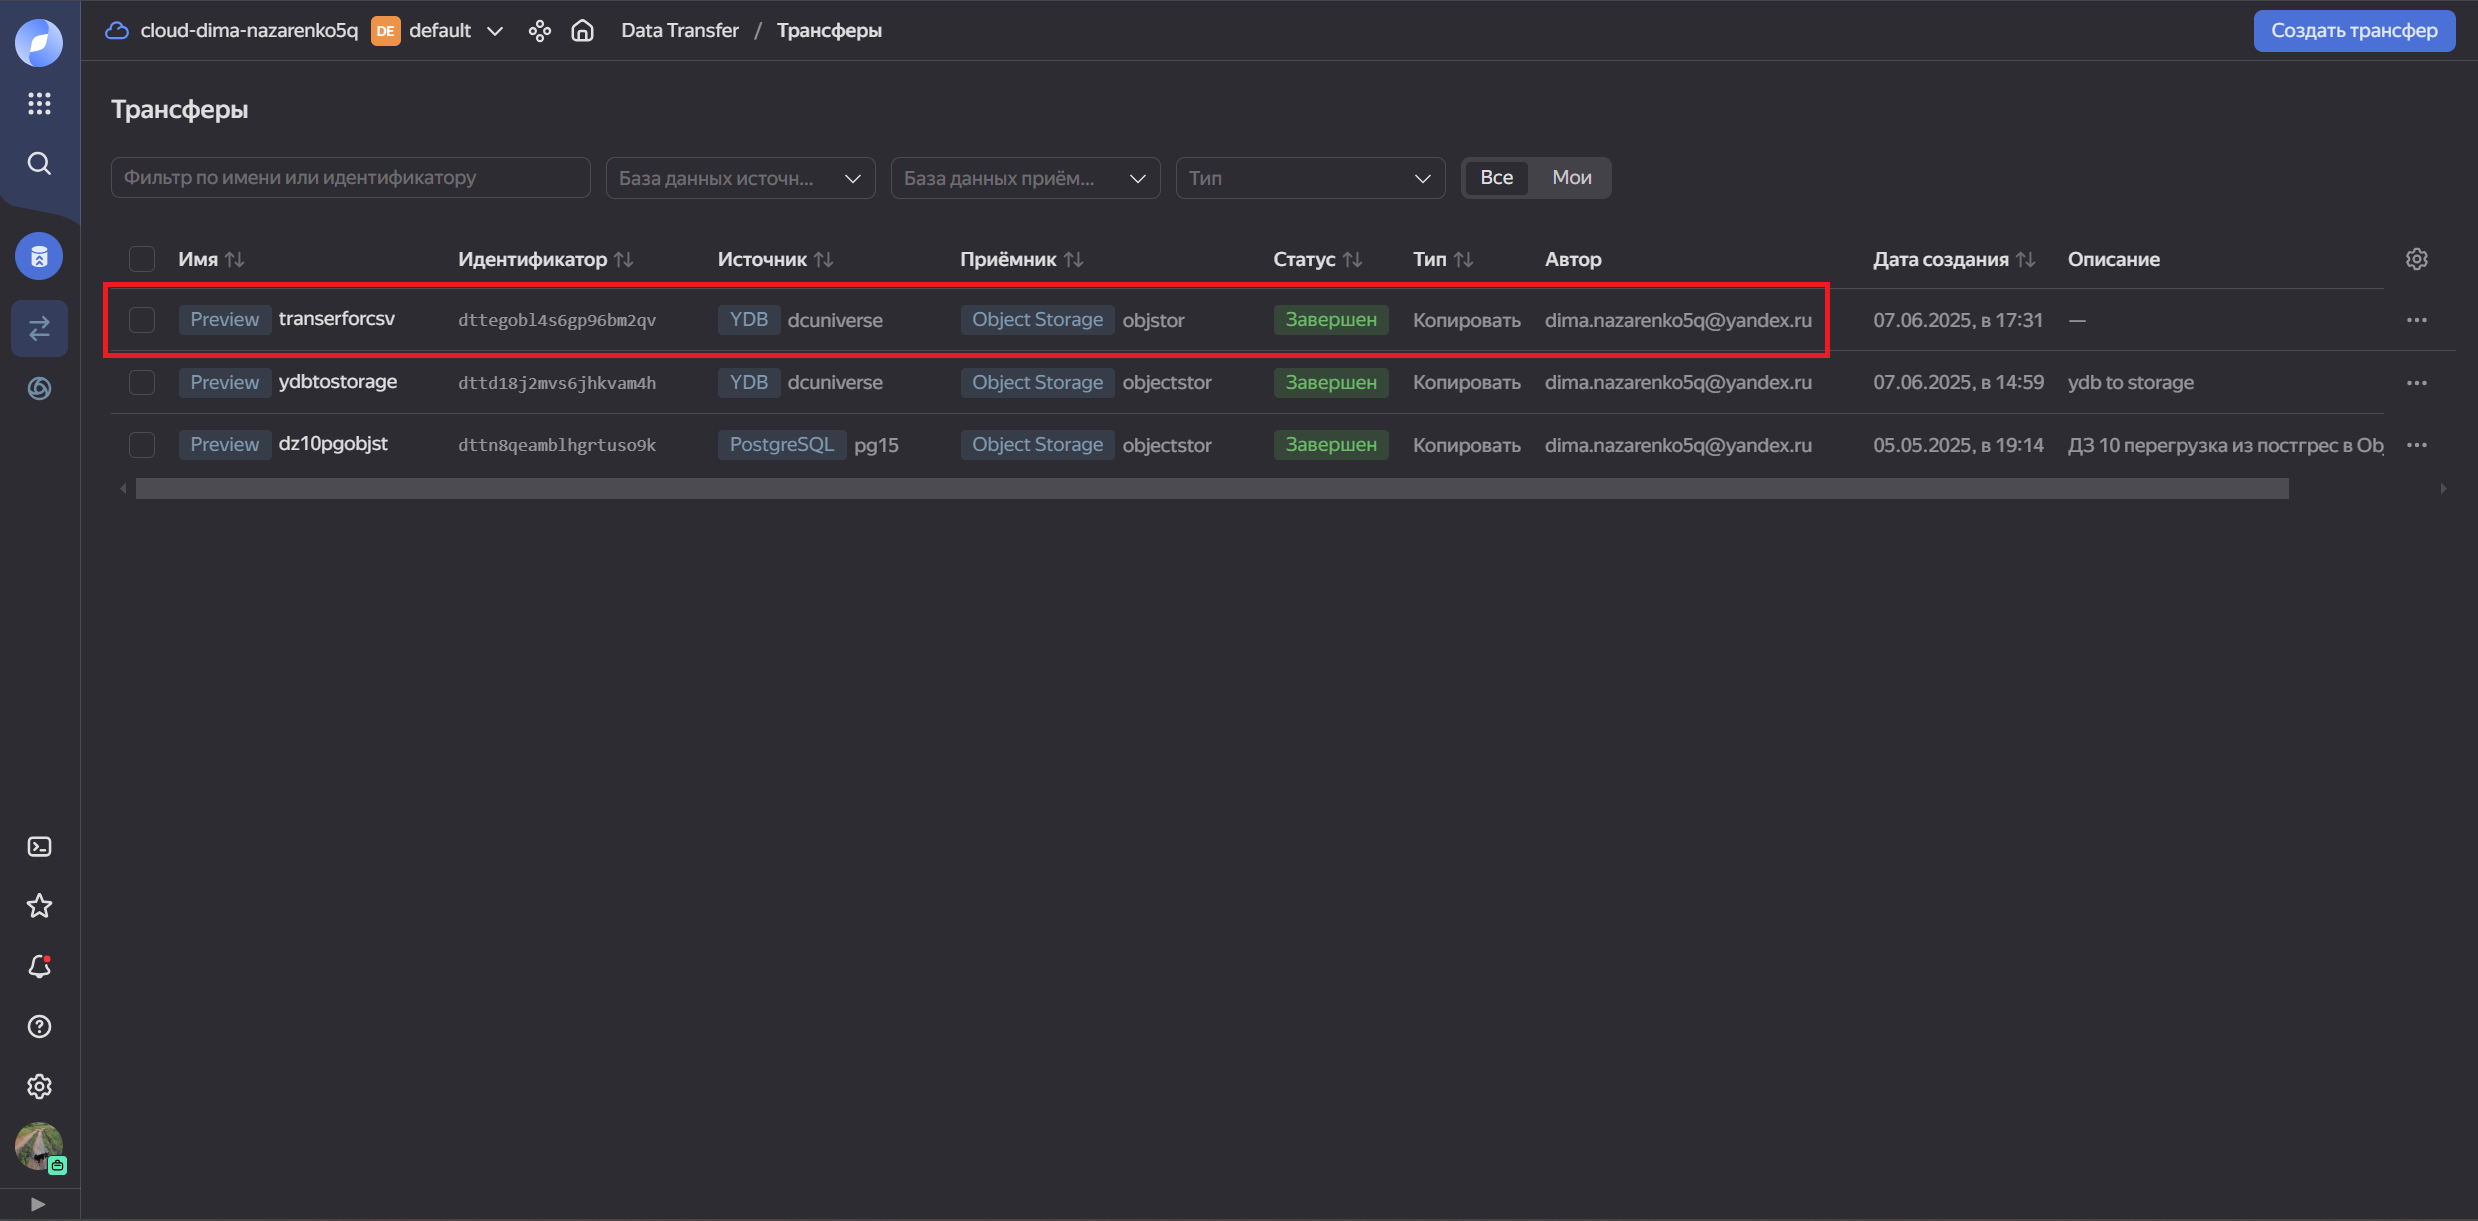 cloud-dima-nazarenko5q DE default Data Transfer / Трансферы Создать трансфер
Трансферы
Фильтр по имени или идентификатору База данных источн... База данных приём... Тип Все Мои
Имя Идентификатор Источник Приёмник Статус Тип Автор Дата создания Описание
Preview transerforcsv dttegobl4s6gp96bm2qv YDB dcuniverse Object Storage objstor Завершен Копировать dima.nazarenko5q@yandex.ru 07.06.2025, в 17:31 —
Preview ydbtostorage dttd18j2mvs6jhkvam4h YDB dcuniverse Object Storage objectstor Завершен Копировать dima.nazarenko5q@yandex.ru 07.06.2025, в 14:59 ydb to storage
Preview dz10pgobjst dttn8qeamblhgrtuso9k PostgreSQL pg15 Object Storage objectstor Завершен Копировать dima.nazarenko5q@yandex.ru 05.05.2025, в 19:14 ДЗ 10 перегрузка из постгрес в Obj